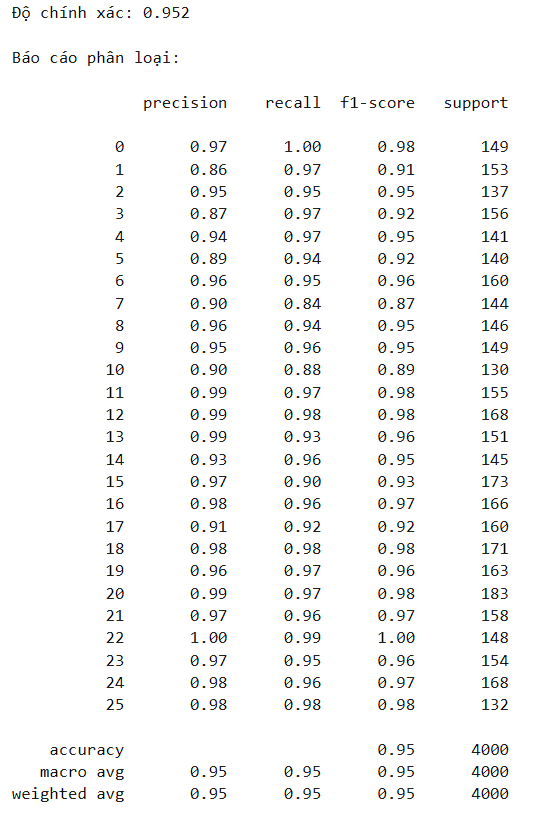 Độ chính xác: 0.952
Báo cáo phân loại:
precision recall f1-score support
0 0.97 1.00 0.98 149
1 0.86 0.97 0.91 153
2 0.95 0.95 0.95 137
3 0.87 0.97 0.92 156
4 0.94 0.97 0.95 141
5 0.89 0.94 0.92 140
6 0.96 0.95 0.96 160
7 0.90 0.84 0.87 144
8 0.96 0.94 0.95 146
9 0.95 0.96 0.95 149
10 0.90 0.88 0.89 130
11 0.99 0.97 0.98 155
12 0.99 0.98 0.98 168
13 0.99 0.93 0.96 151
14 0.93 0.96 0.95 145
15 0.97 0.90 0.93 173
16 0.98 0.96 0.97 166
17 0.91 0.92 0.92 160
18 0.98 0.98 0.98 171
19 0.96 0.97 0.96 163
20 0.99 0.97 0.98 183
21 0.97 0.96 0.97 158
22 1.00 0.99 1.00 148
23 0.97 0.95 0.96 154
24 0.98 0.96 0.97 168
25 0.98 0.98 0.98 132
accuracy 0.95 4000
macro avg 0.95 0.95 0.95 4000
weighted avg 0.95 0.95 0.95 4000